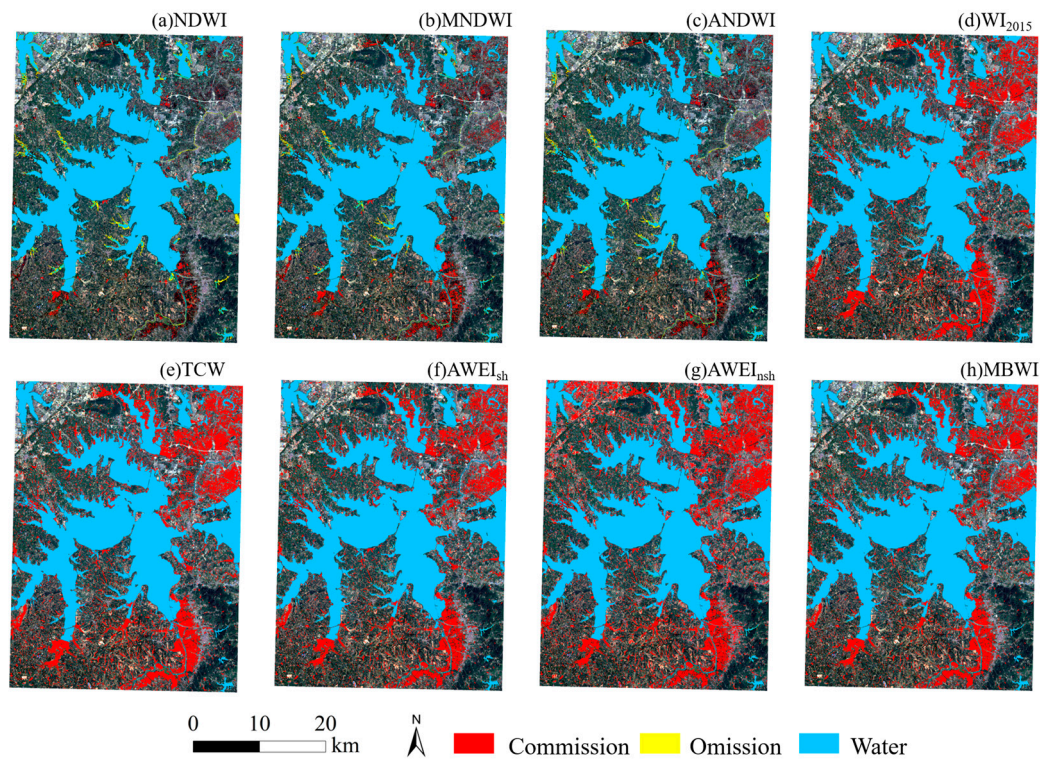 (a)NDWI
(b)MNDWI
(c)ANDWI
(d)WI2015
(e)TCW
(f)AWEIsh
(g)AWEInsh
(h)MBWI
0 10 20
km
N
Commission
Omission
Water